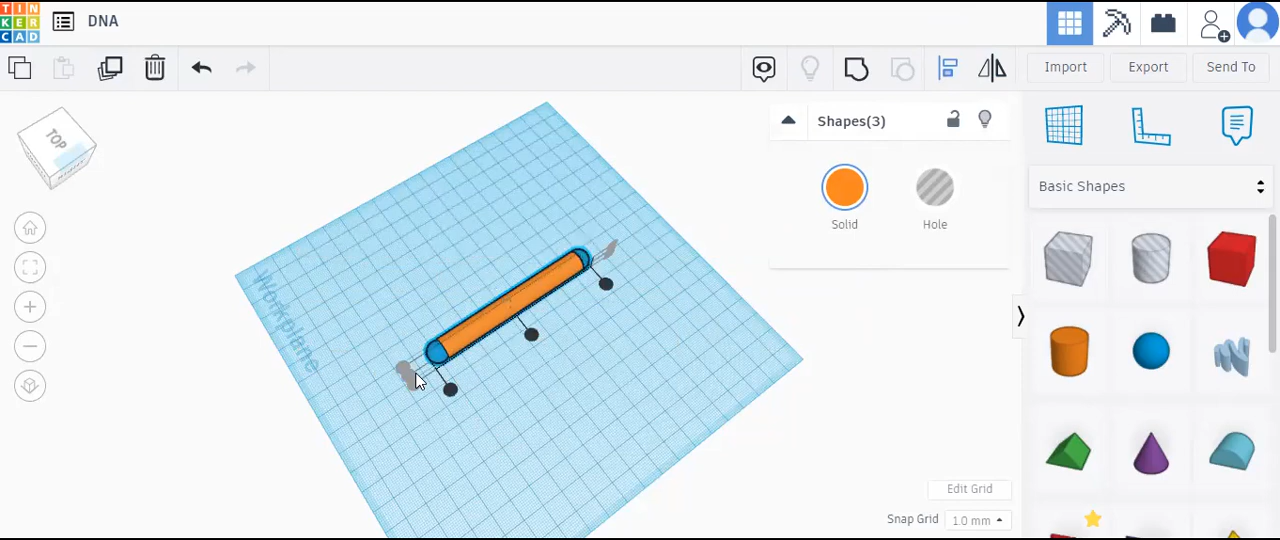 TIN
KER
CAD
DNA
Import
Export
Send To
TOP
Shapes(3)
Solid
Hole
Basic Shapes
Workplane
Edit Grid
Snap Grid
1.0 mm